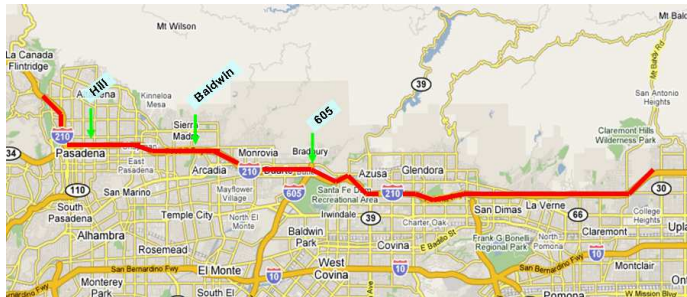 Mt Wilson
Mt Bald
La Canada
Flintridge
Hill
Baldwin
605
39
Mt Baldy Rd
San Antonio
Heights
Kinneloa
Mesa
Sierra
Madre
Claremont Hills
Wilderness Park
210
34
Pasadena
East
Pasadena
Monrovia
Bradbury
Arcadia
210
Duarte
Azusa
Glendora
210
30
110
San Marino
Mayflower
Village
605
Santa Fe Dam
Recreational Area
Irwindale
39
San Dimas
La Verne
66
College
Heights
South
Pasadena
Temple City
North El
Monte
Charter Oak
Claremont
Upla
Alhambra
Rosemead
Baldwin
Park
Covina
E Badillo St
Frank G Bonelli
Regional Park
North
Pomona
10
Montclair
San Bernardino Fwy
El Monte
10
West
Covina
10
San Bernardino Fwy
Monterey
Park
South El
Pomona
W Mission Blvd
Ont